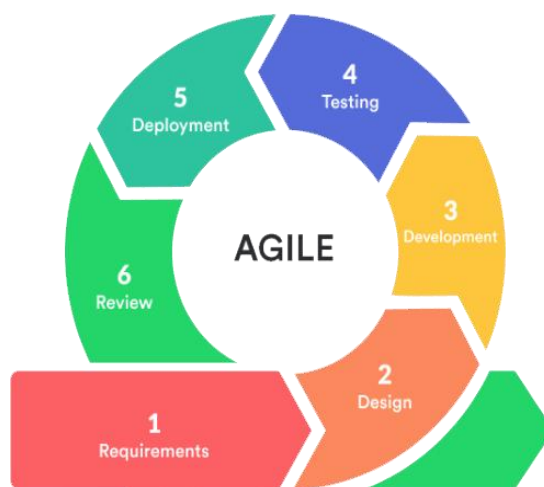 AGILE
1
Requirements
2
Design
3
Development
4
Testing
5
Deployment
6
Review